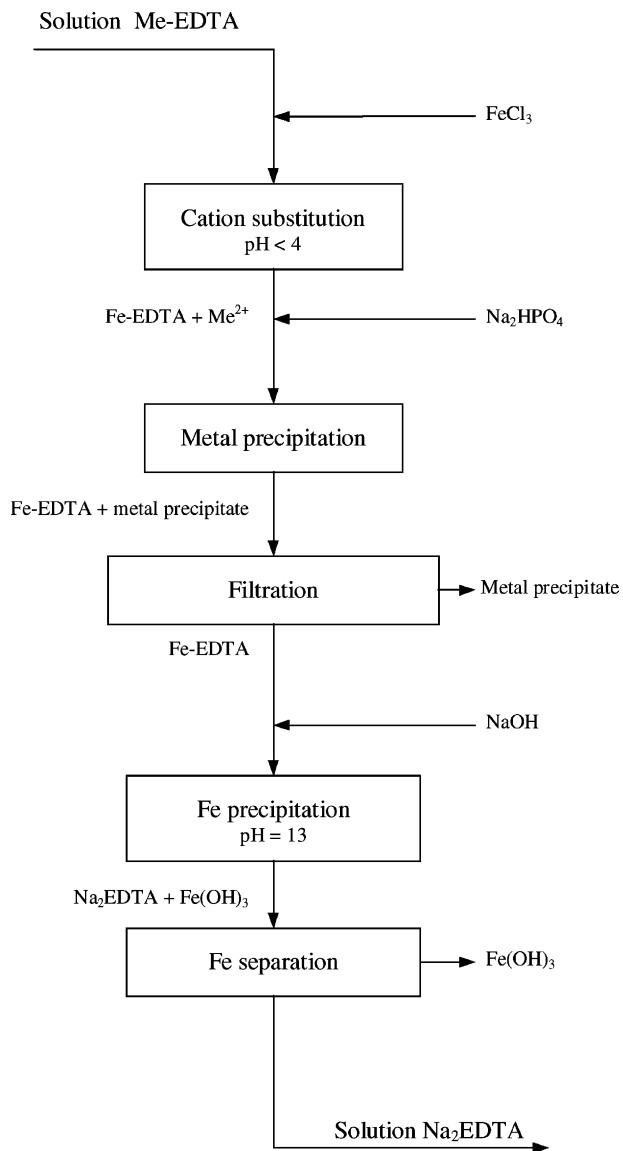 Solution Me-EDTA
FeCl₃
Cation substitution
pH < 4
Fe-EDTA + Me²⁺
Na₂HPO₄
Metal precipitation
Fe-EDTA + metal precipitate
Filtration
Metal precipitate
Fe-EDTA
NaOH
Fe precipitation
pH = 13
Na₂EDTA + Fe(OH)₃
Fe separation
Fe(OH)₃
Solution Na₂EDTA